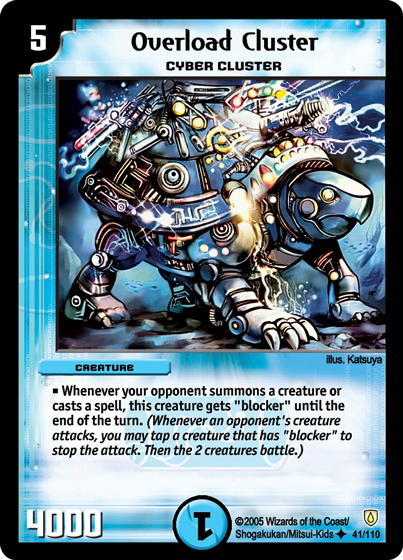 5
Overload Cluster
CYBER CLUSTER
illus. Katsuya
CREATURE
▪ Whenever your opponent summons a creature or
casts a spell, this creature gets "blocker" until the
end of the turn. (Whenever an opponent's creature
attacks, you may tap a creature that has "blocker" to
stop the attack. Then the 2 creatures battle.)
4000
1
©2005 Wizards of the Coast/
Shogakukan/Mitsui-Kids ✦ 41/110